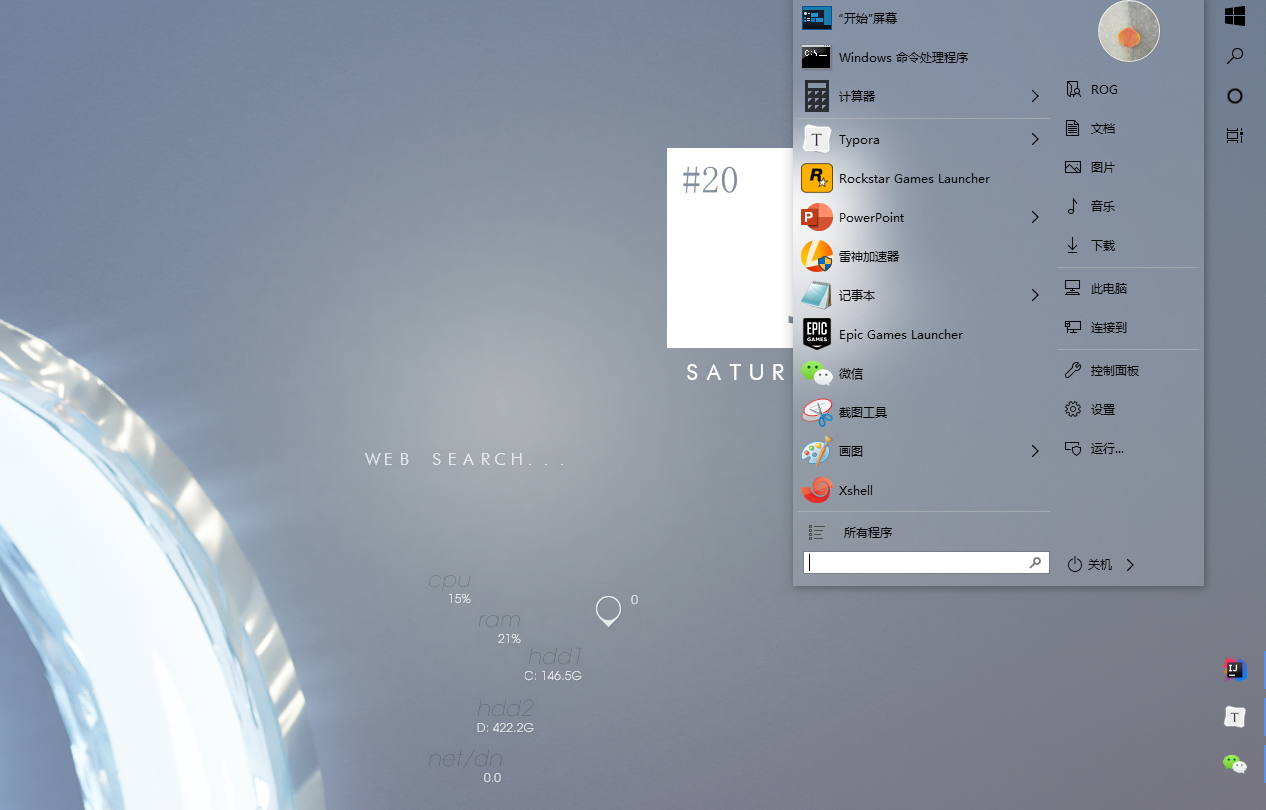 #20
SATUR
WEB SEARCH...
cpu
15%
ram
21%
0
hdd1
C: 146.5G
hdd2
D: 422.2G
net/dn
0.0
“开始”屏幕
C:\_
Windows 命令处理程序
计算器
T
Typora
R
Rockstar Games Launcher
P
PowerPoint
雷神加速器
记事本
EPIC
GAMES
Epic Games Launcher
微信
截图工具
画图
Xshell
所有程序
ROG
文档
图片
音乐
下载
此电脑
连接到
控制面板
设置
运行...
关机
IJ
T